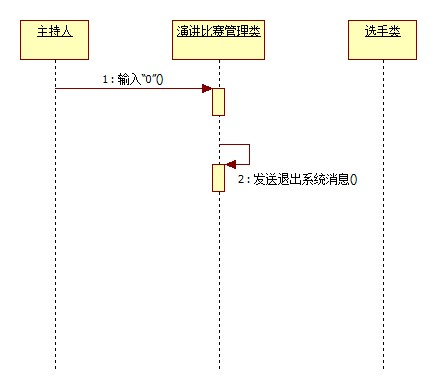 主持人
演讲比赛管理类
选手类
1：输入“0”()
2：发送退出系统消息()